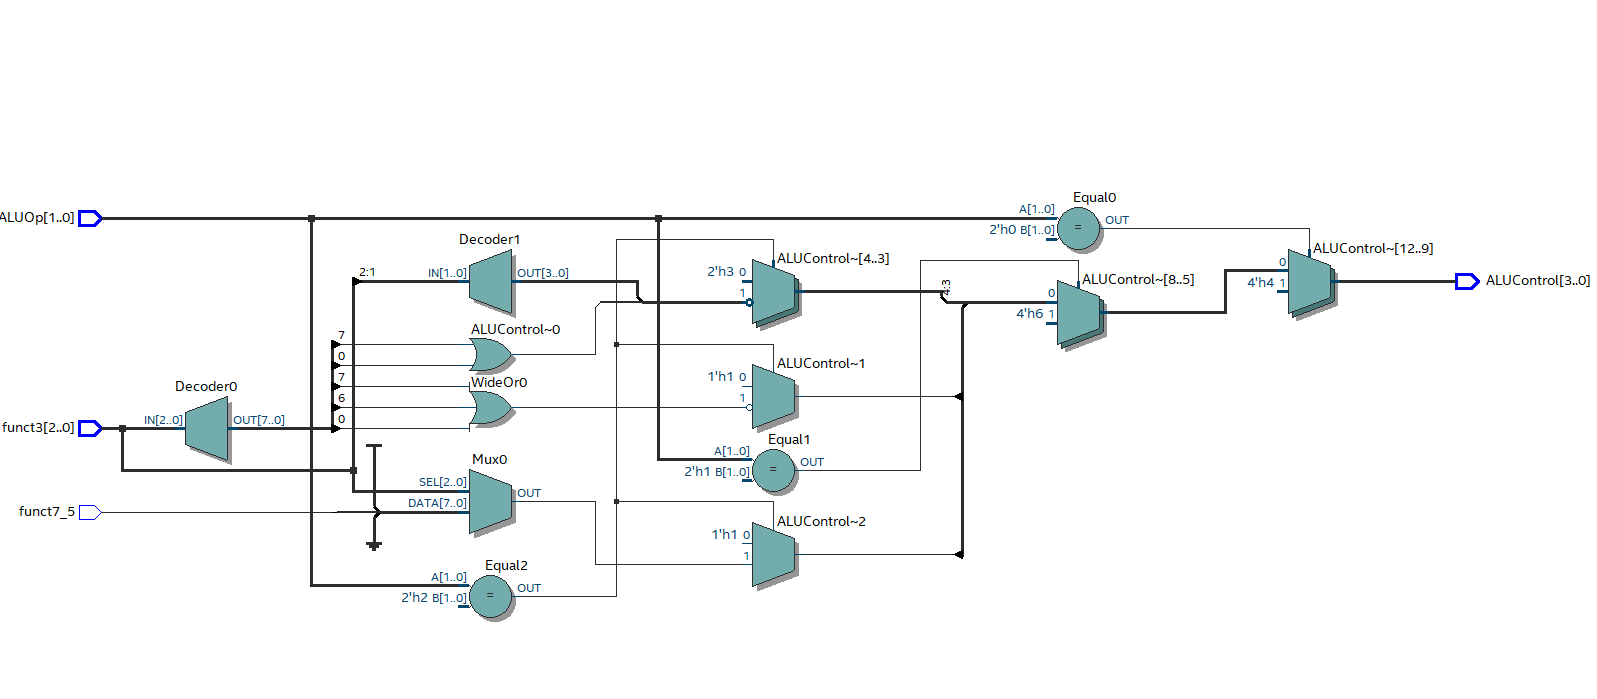 Equal0
A[1..0]
ALUOp[1..0]
OUT
2'h0 B[1..0]
=
Decoder1
ALUControl~[12..9]
ALUControl~[4..3]
0
2:1
IN[1..0]
OUT[3..0]
2'h3 0
ALUControl~[8..5]
4'h4 1
ALUControl[3..0]
1
4:3
0
4'h6 1
ALUControl~0
7
0
ALUControl~1
7
WideOr0
1'h1 0
Decoder0
6
1
IN[2..0]
OUT[7..0]
0
funct3[2..0]
Equal1
A[1..0]
OUT
Mux0
2'h1 B[1..0]
=
SEL[2..0]
OUT
DATA[7..0]
funct7_5
ALUControl~2
1'h1 0
1
Equal2
A[1..0]
OUT
2'h2 B[1..0]
=